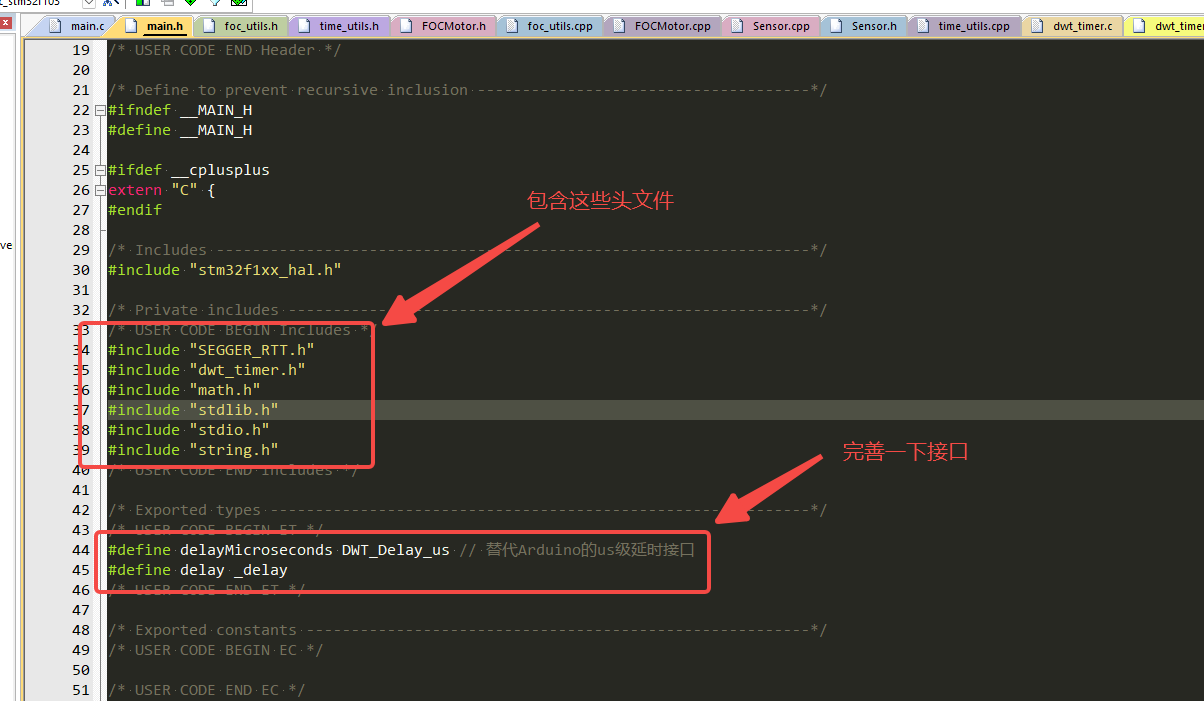 c_stm32f103
main.c main.h foc_utils.h time_utils.h FOCMotor.h foc_utils.cpp FOCMotor.cpp Sensor.cpp Sensor.h time_utils.cpp dwt_timer.c dwt_timer
19 /* USER CODE END Header */
20
21 /* Define to prevent recursive inclusion -------------------------------------*/
22 #ifndef __MAIN_H
23 #define __MAIN_H
24
25 #ifdef __cplusplus
26 extern "C" {
包含这些头文件
27 #endif
28
ve
29 /* Includes ------------------------------------------------------------------*/
30 #include "stm32f1xx_hal.h"
31
32 /* Private includes ----------------------------------------------------------*/
33 /* USER CODE BEGIN Includes */
34 #include "SEGGER_RTT.h"
35 #include "dwt_timer.h"
36 #include "math.h"
37 #include "stdlib.h"
38 #include "stdio.h"
39 #include "string.h"
完善一下接口
40 /* USER CODE END Includes */
41
42 /* Exported types ------------------------------------------------------------*/
43 /* USER CODE BEGIN ET */
44 #define delayMicroseconds DWT_Delay_us // 替代Arduino的us级延时接口
45 #define delay _delay
46 /* USER CODE END ET */
47
48 /* Exported constants --------------------------------------------------------*/
49 /* USER CODE BEGIN EC */
50
51 /* USER CODE END EC */